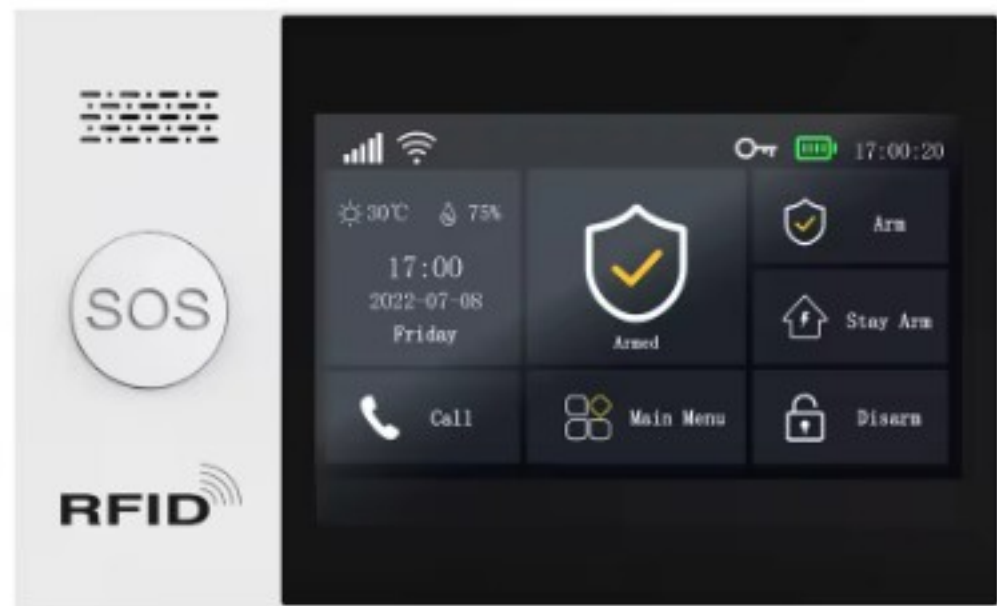 SOS
RFID
17:00:20
30℃ 75%
17:00
2022-07-08
Friday
Armed
Arm
Stay Arm
Call
Main Menu
Disarm